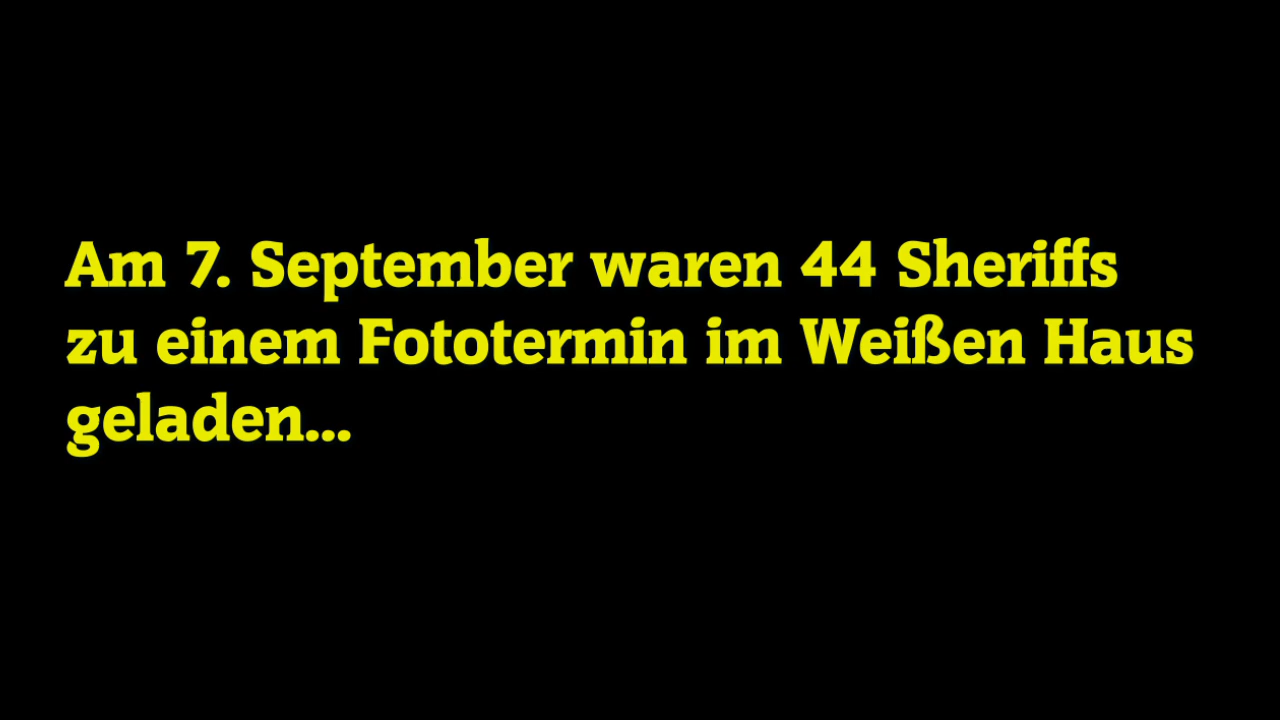 Am 7. September waren 44 Sheriffs
zu einem Fototermin im Weißen Haus
geladen...